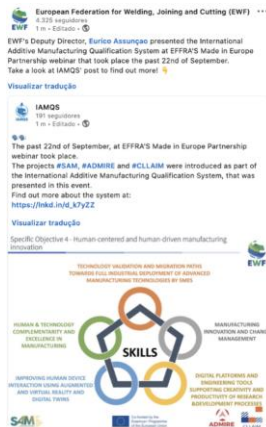 European Federation for Welding, Joining and Cutting (EWF)
4.325 seguidores
1 m • Editado •
EWF's Deputy Director, Eurico Assunçao presented the International
Additive Manufacturing Qualification System at EFFRA'S Made in Europe
Partnership webinar that took place the past 22nd of September.
Take a look at IAMQS' post to find out more! 👇
Visualizar tradução
IAMQS
191 seguidores
1 m • Editado •
The past 22nd of September, at EFFRA'S Made in Europe Partnership
webinar took place.
The projects #SAM, #ADMIRE and #CLLAIM were introduced as part of
the International Additive Manufacturing Qualification System, that was
presented in this event.
Find out more about the system at:
https://lnkd.in/d_k7yZZ
Visualizar tradução
Specific Objective 4 - Human centered and human driven manufacturing
innovation
EWF
TECHNOLOGY VALIDATION AND MIGRATION PATHS
TOWARDS FULL INDUSTRIAL DEPLOYMENT OF ADVANCED
MANUFACTURING TECHNOLOGIES BY SMES
HUMAN & TECHNOLOGY
COMPLEMENTARITY AND
EXCELLENCE IN
MANUFACTURING
MANUFACTURING
INNOVATION AND CHANGE
MANAGEMENT
SKILLS
IMPROVING HUMAN DEVICE
INTERACTION USING AUGMENTED
AND VIRTUAL REALITY AND
DIGITAL TWINS
DIGITAL PLATFORMS AND
ENGINEERING TOOLS
SUPPORTING CREATIVITY AND
PRODUCTIVITY OF RESEARCH
&DEVELOPMENT PROCESSES
SAM
ADMIRE